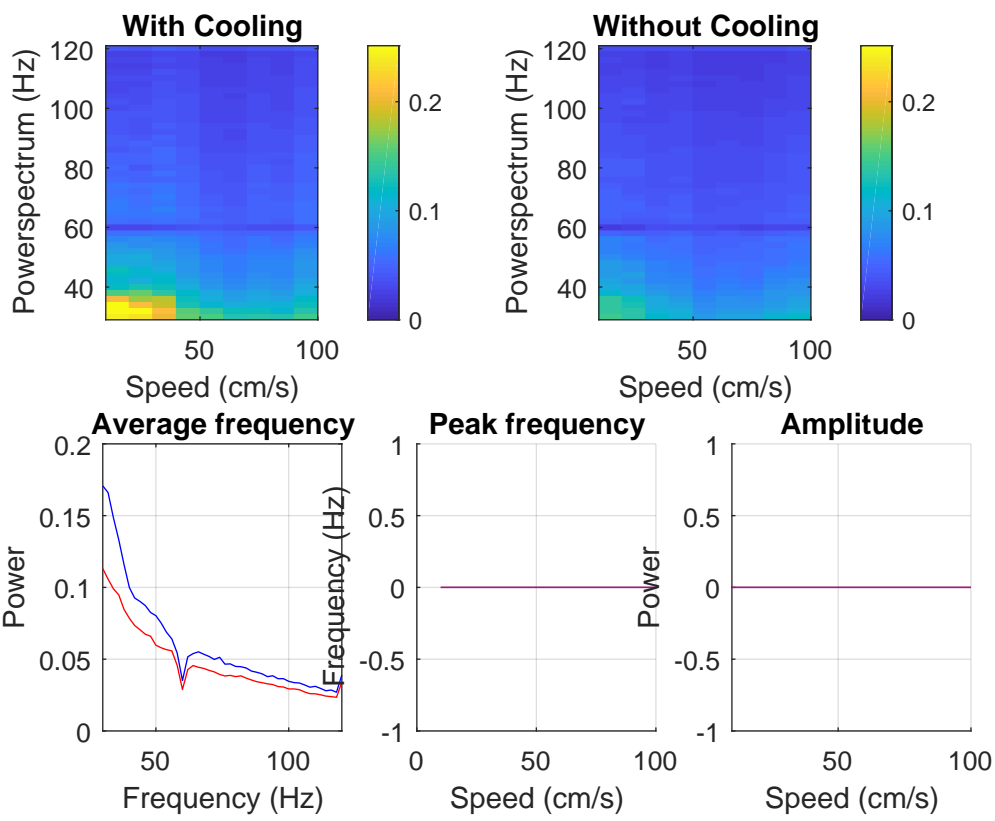 With Cooling
Powerspectrum (Hz)
120
100
80
60
40
50
100
Speed (cm/s)
0.2
0.1
0
Without Cooling
Powerspectrum (Hz)
120
100
80
60
40
50
100
Speed (cm/s)
0.2
0.1
0
Average frequency
Power
0.2
0.15
0.1
0.05
0
50
100
Frequency (Hz)
Peak frequency
Frequency (Hz)
1
0.5
0
-0.5
-1
0
50
100
Speed (cm/s)
Amplitude
Power
1
0.5
0
-0.5
-1
50
100
Speed (cm/s)